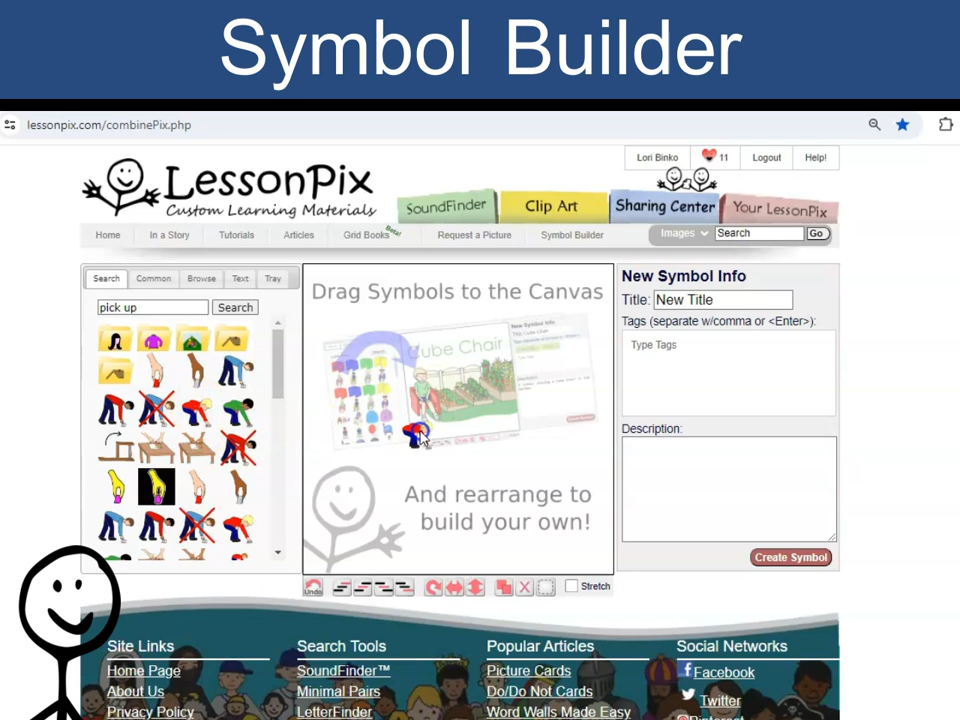 Symbol Builder
lessonpix.com/combinePix.php
Lori Binko 11 Logout Help!
LessonPix
Custom Learning Materials
SoundFinder Clip Art Sharing Center Your LessonPix
Home In a Story Tutorials Articles Grid Books Beta! Request a Picture Symbol Builder Images Search Go
Search Common Browse Text Tray
pick up Search
Drag Symbols to the Canvas
Cube Chair
And rearrange to
build your own!
New Symbol Info
Title: New Title
Tags (separate w/comma or <Enter>):
Type Tags
Description:
Create Symbol
Undo Stretch
Site Links Search Tools Popular Articles Social Networks
Home Page SoundFinder™ Picture Cards Facebook
About Us Minimal Pairs Do/Do Not Cards Twitter
Privacy Policy LetterFinder Word Walls Made Easy Pinterest